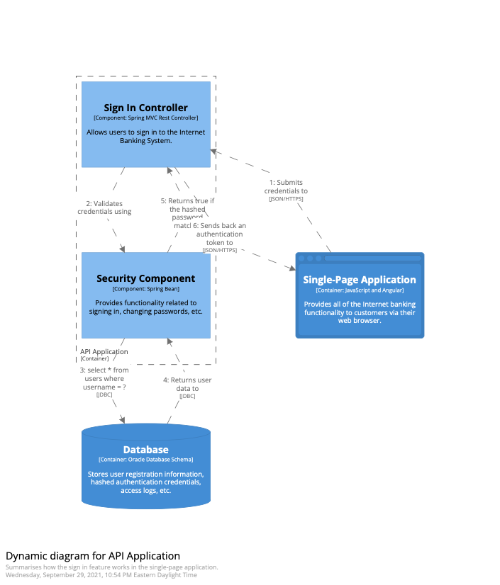 Sign In Controller
[Component: Spring MVC Rest Controller]
Allows users to sign in to the Internet
Banking System.
1: Submits
credentials to
[JSON/HTTPS]
2: Validates
credentials using
5: Returns true if
the hashed
password
matcl
6: Sends back an
authentication
token to
[JSON/HTTPS]
Security Component
[Component: Spring Bean]
Provides functionality related to
signing in, changing passwords, etc.
Single-Page Application
[Container: JavaScript and Angular]
Provides all of the Internet banking
functionality to customers via their
web browser.
API Application
[Container]
3: select * from
users where
username = ?
[JDBC]
4: Returns user
data to
[JDBC]
Database
[Container: Oracle Database Schema]
Stores user registration information,
hashed authentication credentials,
access logs, etc.
Dynamic diagram for API Application
Summarises how the sign in feature works in the single-page application.
Wednesday, September 29, 2021, 10:54 PM Eastern Daylight Time